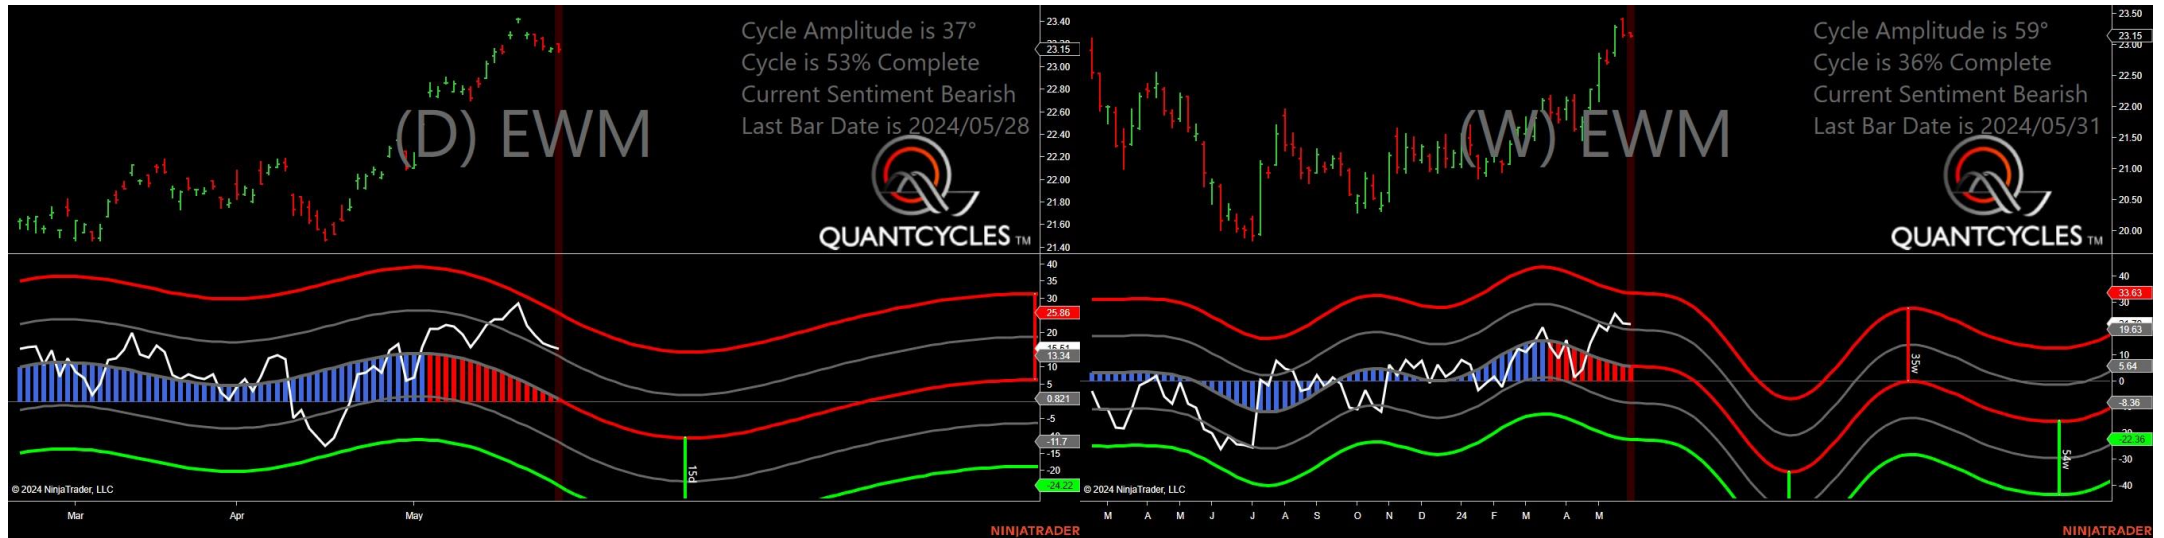 Cycle Amplitude is 37°
Cycle is 53% Complete
Current Sentiment Bearish
Last Bar Date is 2024/05/28
(D) EWM
QUANTCYCLES TM
23.40
23.15
23.00
22.80
22.60
22.40
22.20
22.00
21.80
21.60
21.40
40
35
30
25.86
20
13.34
10
5
0.821
-5
-11.7
-15
-20
-24.22
15d
© 2024 NinjaTrader, LLC
Mar
Apr
May
NINJATRADER
Cycle Amplitude is 59°
Cycle is 36% Complete
Current Sentiment Bearish
Last Bar Date is 2024/05/31
(W) EWM
QUANTCYCLES TM
23.50
23.15
23.00
22.50
22.00
21.50
21.00
20.50
20.00
40
33.63
30
19.63
10
5.64
0
-8.36
-22.36
-30
-40
35w
54w
© 2024 NinjaTrader, LLC
M A M J J A S O N D 24 F M A M
NINJATRADER